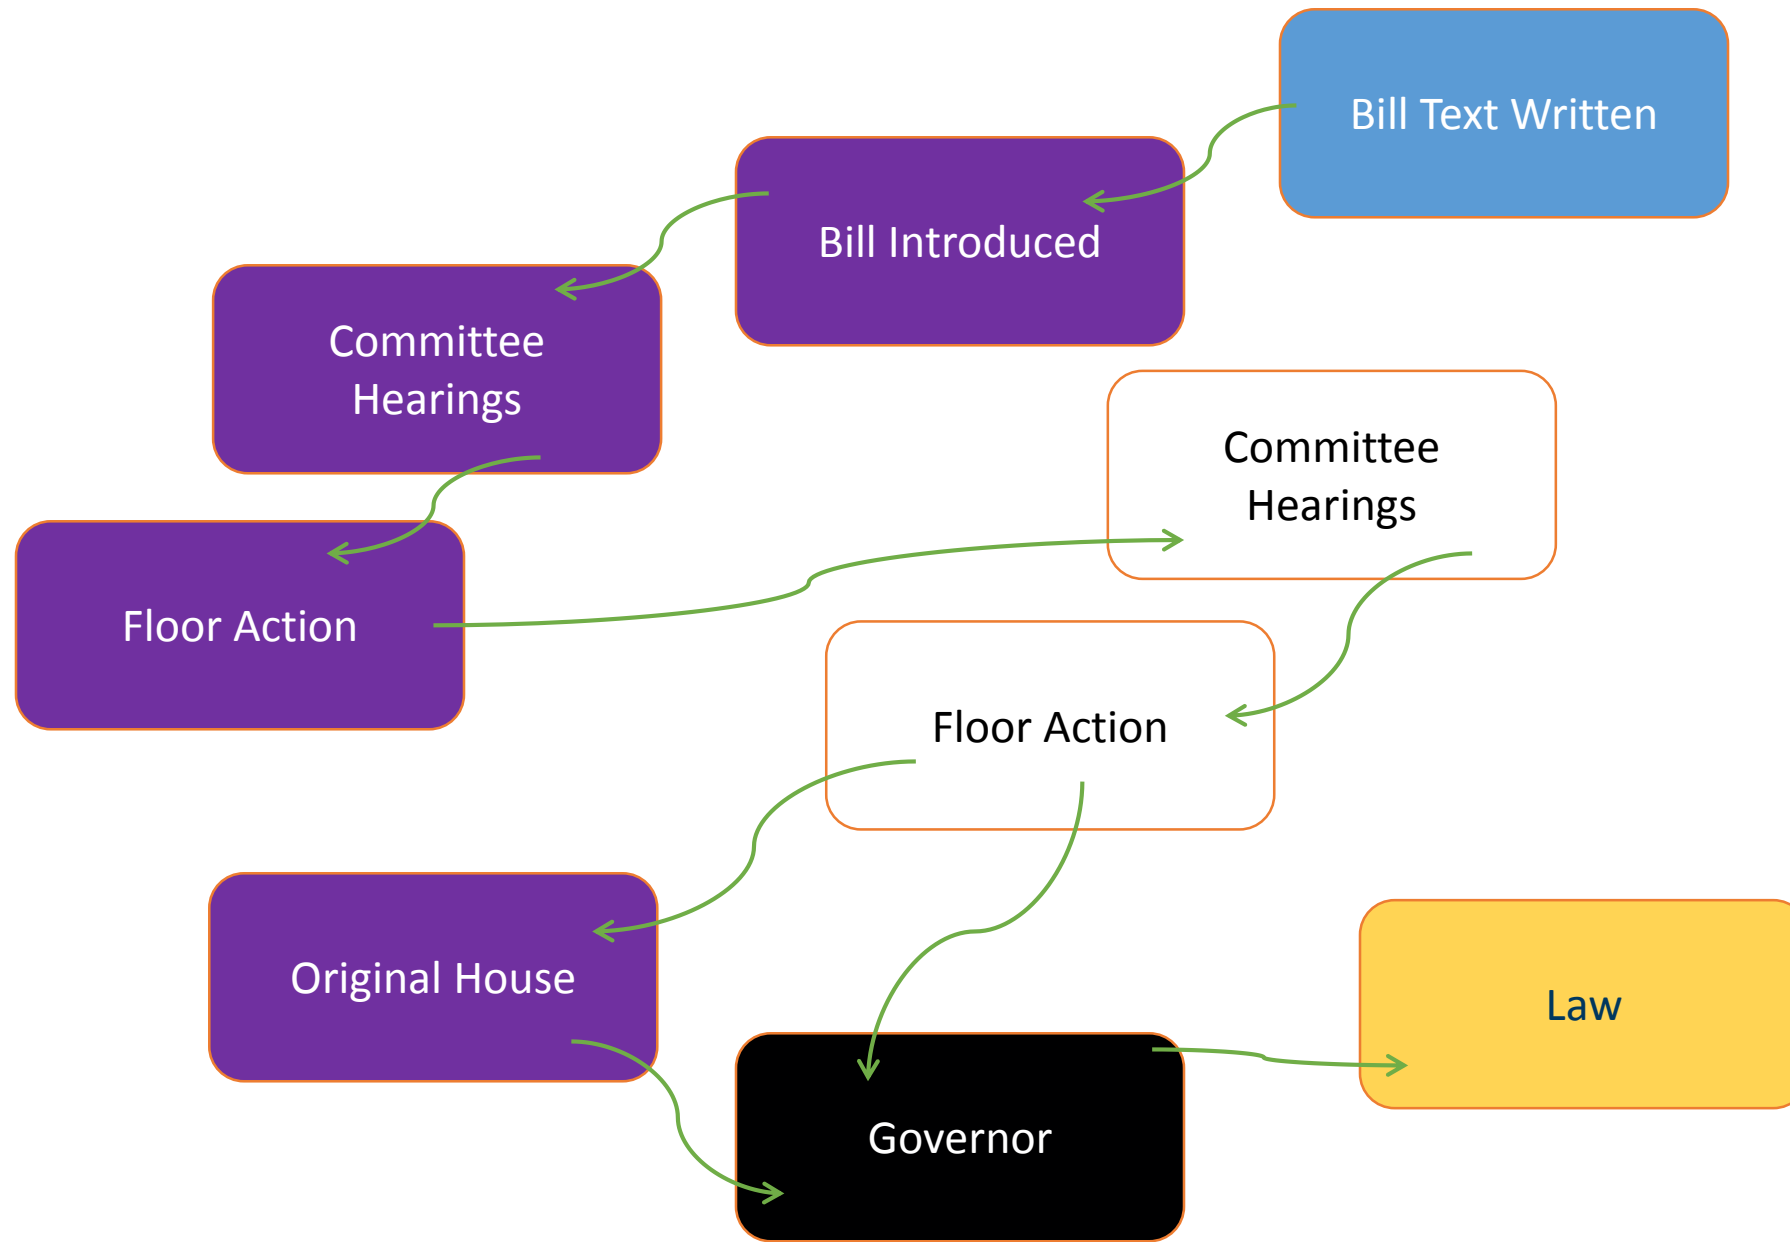 Bill Text Written
Bill Introduced
Committee
Hearings
Floor Action
Committee
Hearings
Floor Action
Original House
Governor
Law